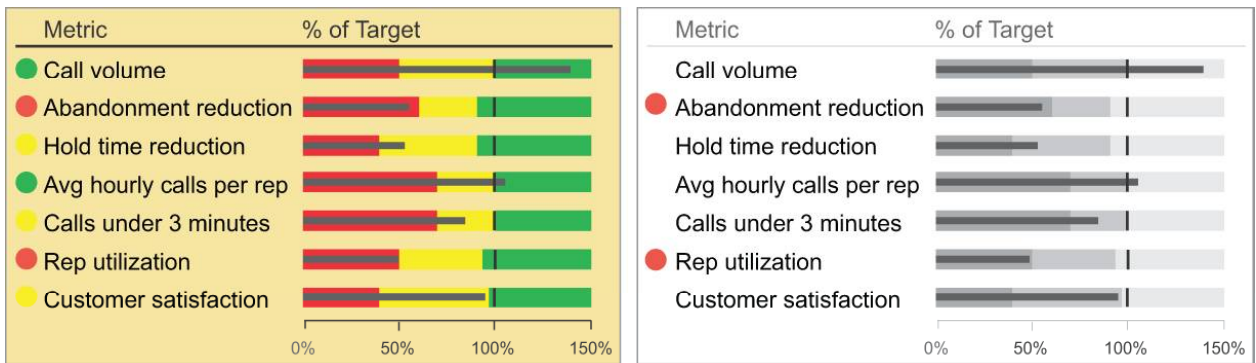 Metric % of Target
Call volume
Abandonment reduction
Hold time reduction
Avg hourly calls per rep
Calls under 3 minutes
Rep utilization
Customer satisfaction
0% 50% 100% 150%
Metric % of Target
Call volume
Abandonment reduction
Hold time reduction
Avg hourly calls per rep
Calls under 3 minutes
Rep utilization
Customer satisfaction
0% 50% 100% 150%